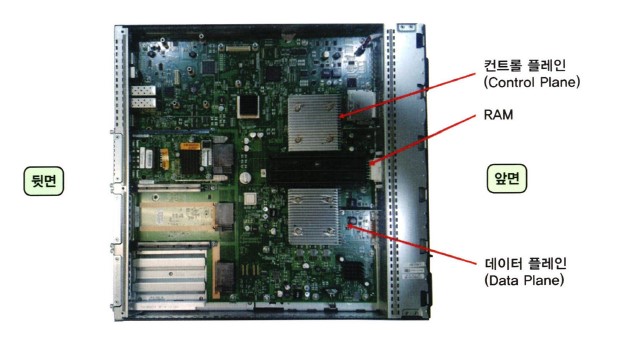 컨트롤 플레인
(Control Plane)
RAM
뒷면
앞면
데이터 플레인
(Data Plane)